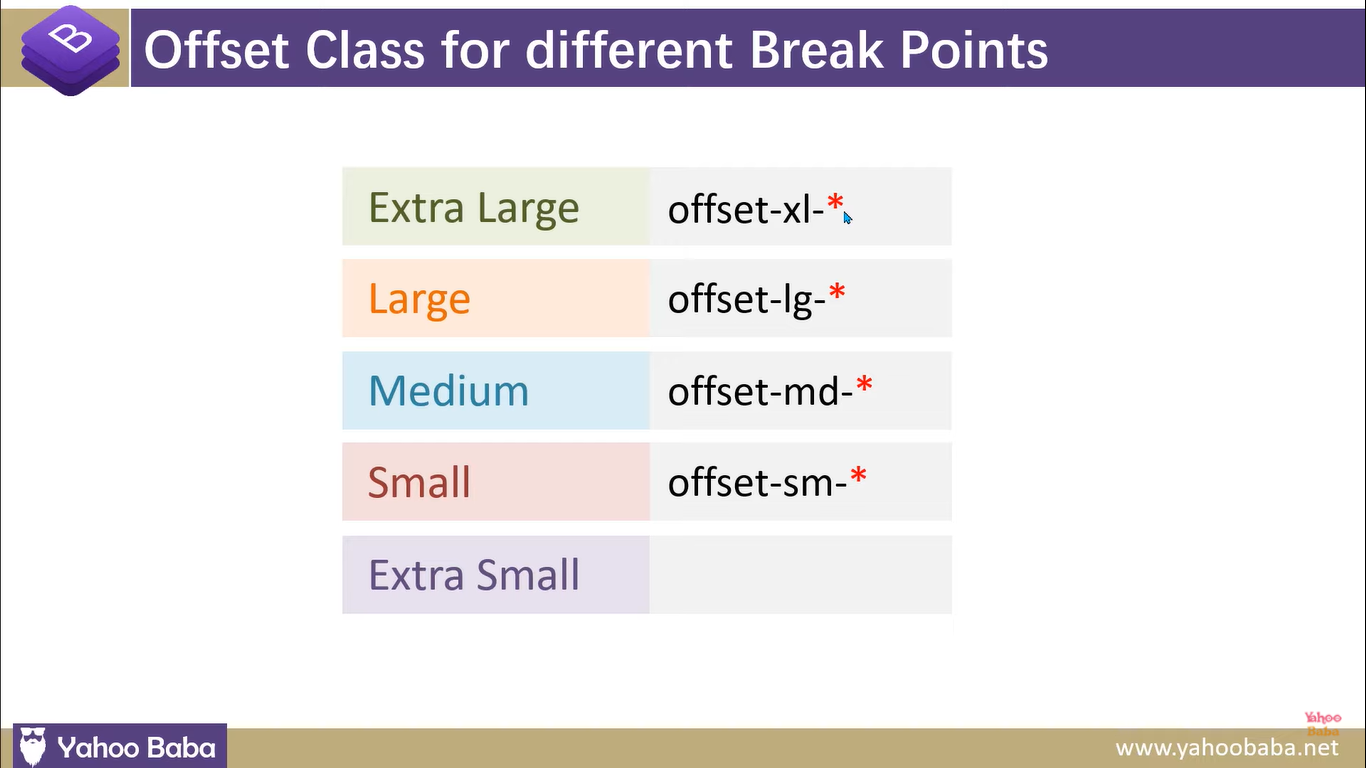 B
Offset Class for different Break Points
Extra Large
offset-xl-*
Large
offset-lg-*
Medium
offset-md-*
Small
offset-sm-*
Extra Small
Yahoo
Baba
Yahoo Baba
www.yahoobaba.net